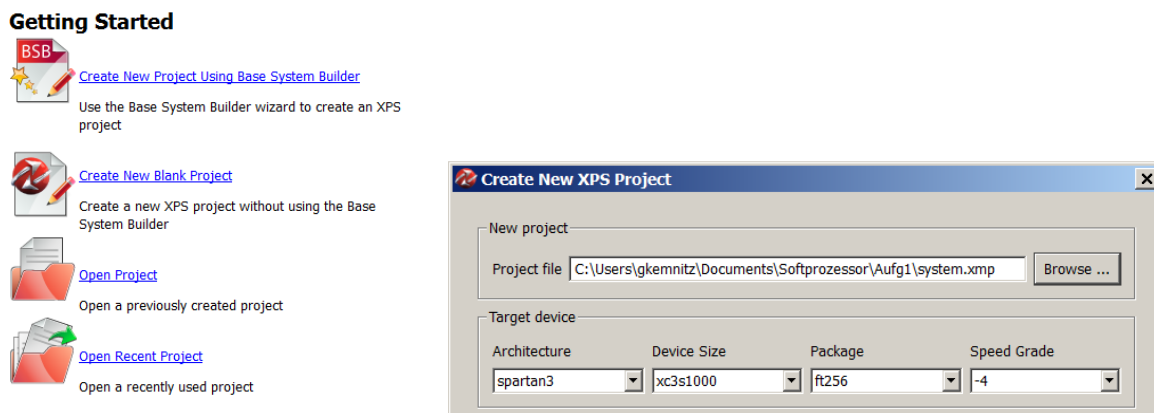 Getting Started
BSB
Create New Project Using Base System Builder
Use the Base System Builder wizard to create an XPS
project
Create New Blank Project
Create a new XPS project without using the Base
System Builder
Open Project
Open a previously created project
Open Recent Project
Open a recently used project
Create New XPS Project
New project
Project file C:\Users\gkemnitz\Documents\Softprozessor\Aufg1\system.xmp Browse ...
Target device
Architecture Device Size Package Speed Grade
spartan3 xc3s1000 ft256 -4